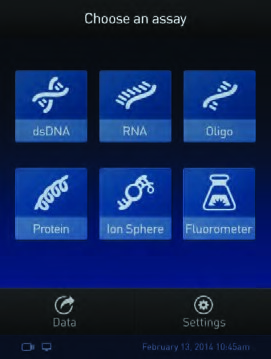 Choose an assay
dsDNA RNA Oligo
Protein Ion Sphere Fluorometer
Data Settings
February 13, 2014 10:45am